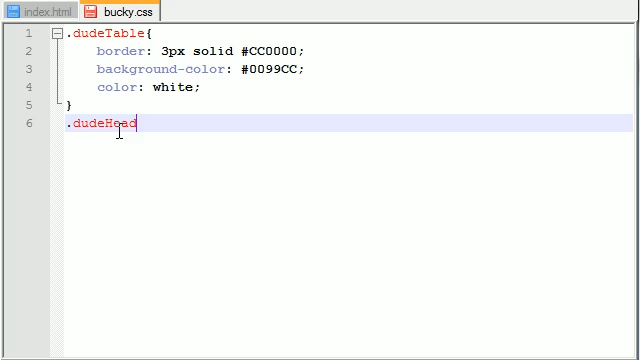 index.html bucky.css
1 .dudeTable{
2 border: 3px solid #CC0000;
3 background-color: #0099CC;
4 color: white;
5 }
6 .dudeHead